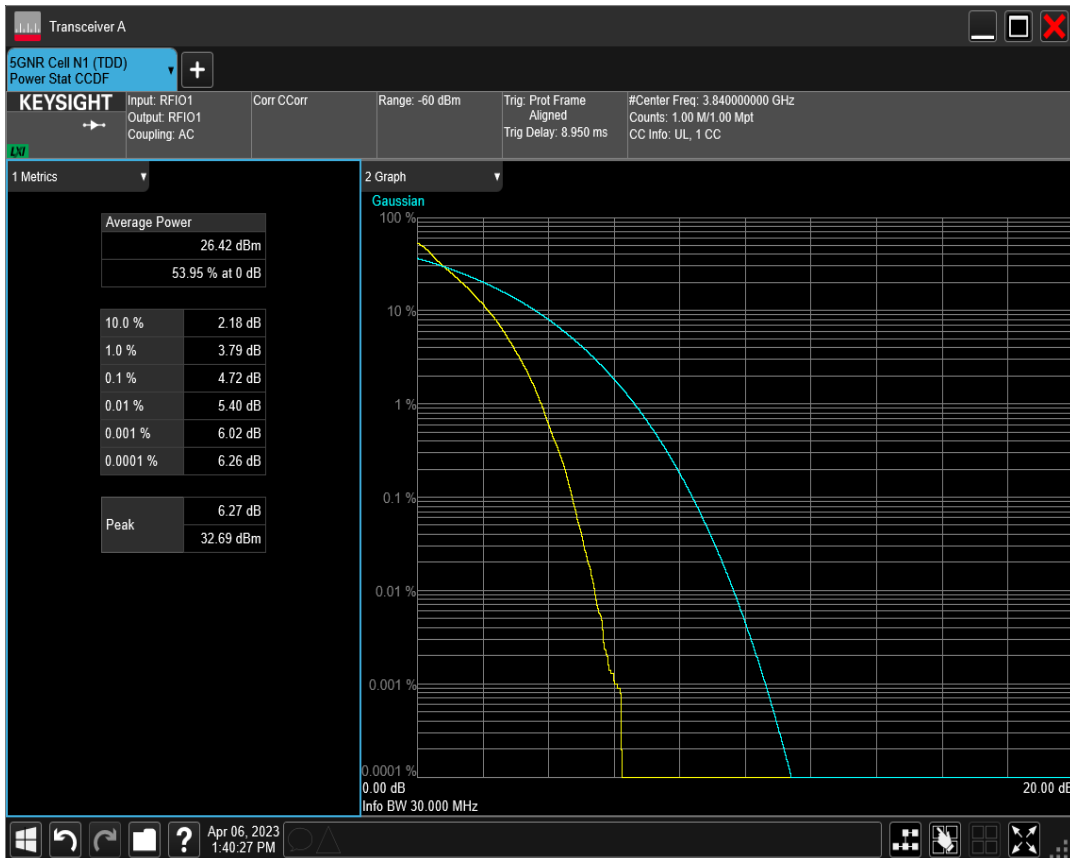 Transceiver A
5GNR Cell N1 (TDD)
Power Stat CCDF
+
KEYSIGHT
LXI
Input: RFIO1
Output: RFIO1
Coupling: AC
Corr CCorr
Range: -60 dBm
Trig: Prot Frame
Aligned
Trig Delay: 8.950 ms
#Center Freq: 3.840000000 GHz
Counts: 1.00 M/1.00 Mpt
CC Info: UL, 1 CC
1 Metrics
Average Power
26.42 dBm
53.95 % at 0 dB
10.0 % 2.18 dB
1.0 % 3.79 dB
0.1 % 4.72 dB
0.01 % 5.40 dB
0.001 % 6.02 dB
0.0001 % 6.26 dB
Peak 6.27 dB
32.69 dBm
2 Graph
Gaussian
100 %
10 %
1 %
0.1 %
0.01 %
0.001 %
0.0001 %
0.00 dB 20.00 dB
Info BW 30.000 MHz
? Apr 06, 2023
1:40:27 PM